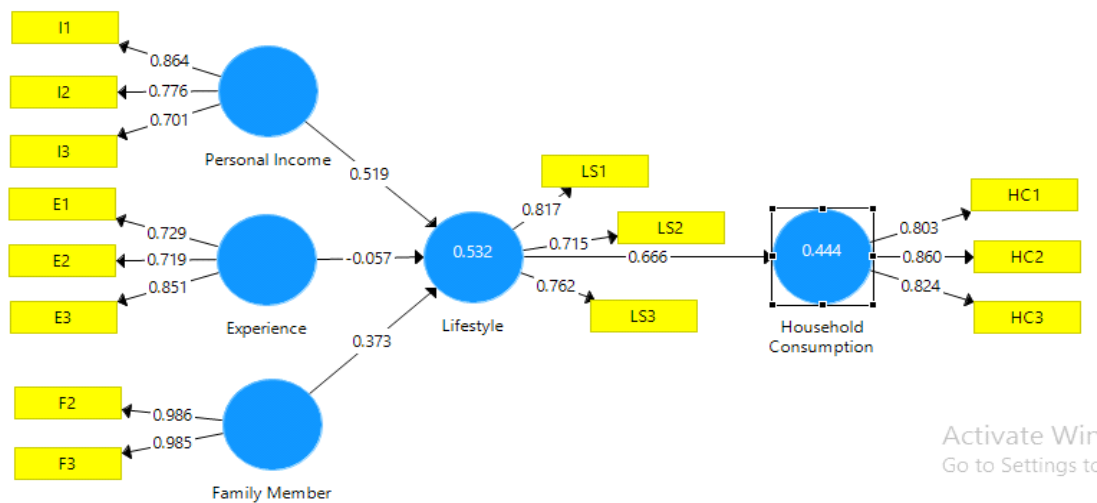 I1
0.864
I2
0.776
0.701
I3
Personal Income
0.519
E1
0.729
E2
0.719
0.851
E3
Experience
-0.057
F2
0.986
0.985
F3
Family Member
0.373
0.532
Lifestyle
LS1
0.817
LS2
0.715
0.666
0.762
LS3
0.444
Household
Consumption
HC1
0.803
0.860
HC2
0.824
HC3
Activate Win
Go to Settings to